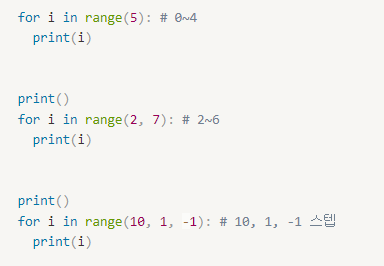 for i in range(5): # 0~4
  print(i)
print()
for i in range(2, 7): # 2~6
  print(i)
print()
for i in range(10, 1, -1): # 10, 1, -1 스텝
  print(i)